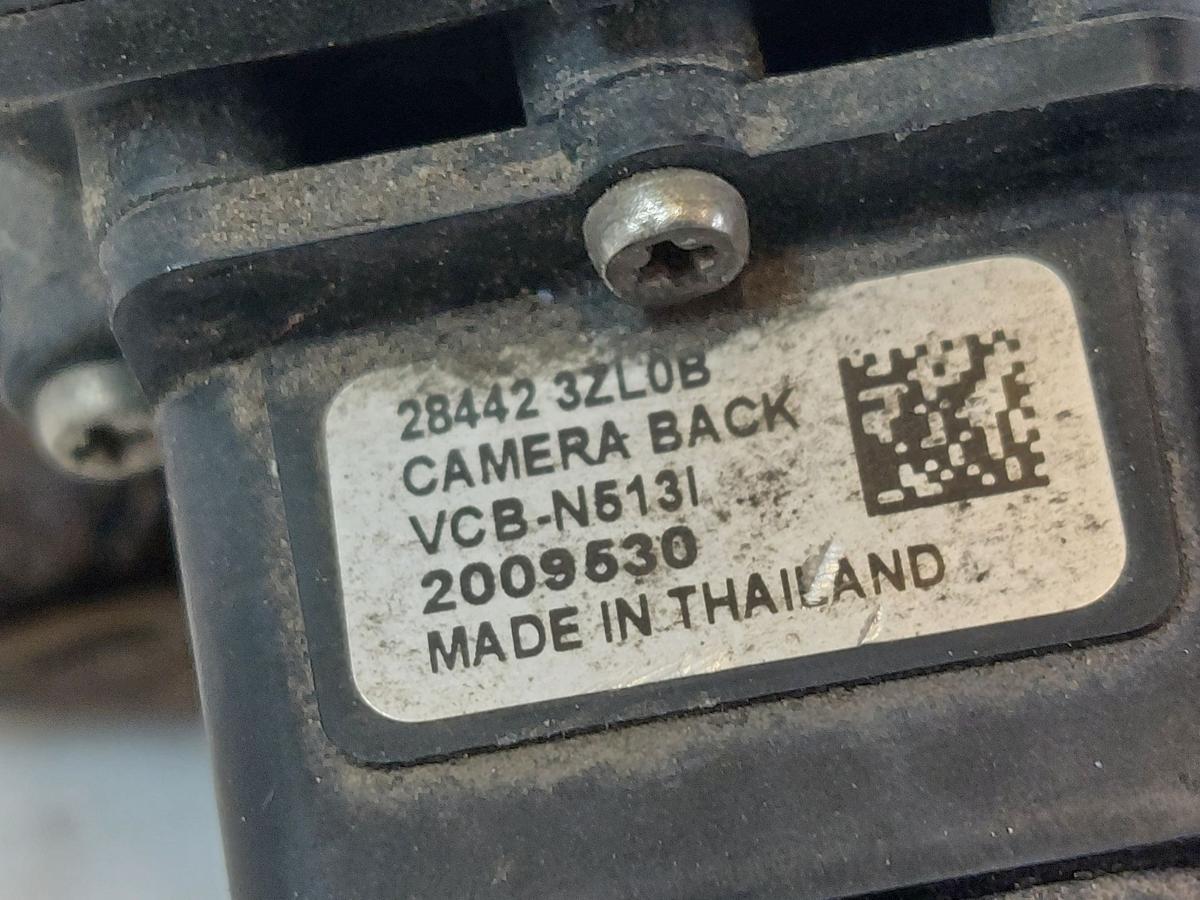 28442 3ZL0B
CAMERA BACK
VCB-N513I
2009530
MADE IN THAILAND